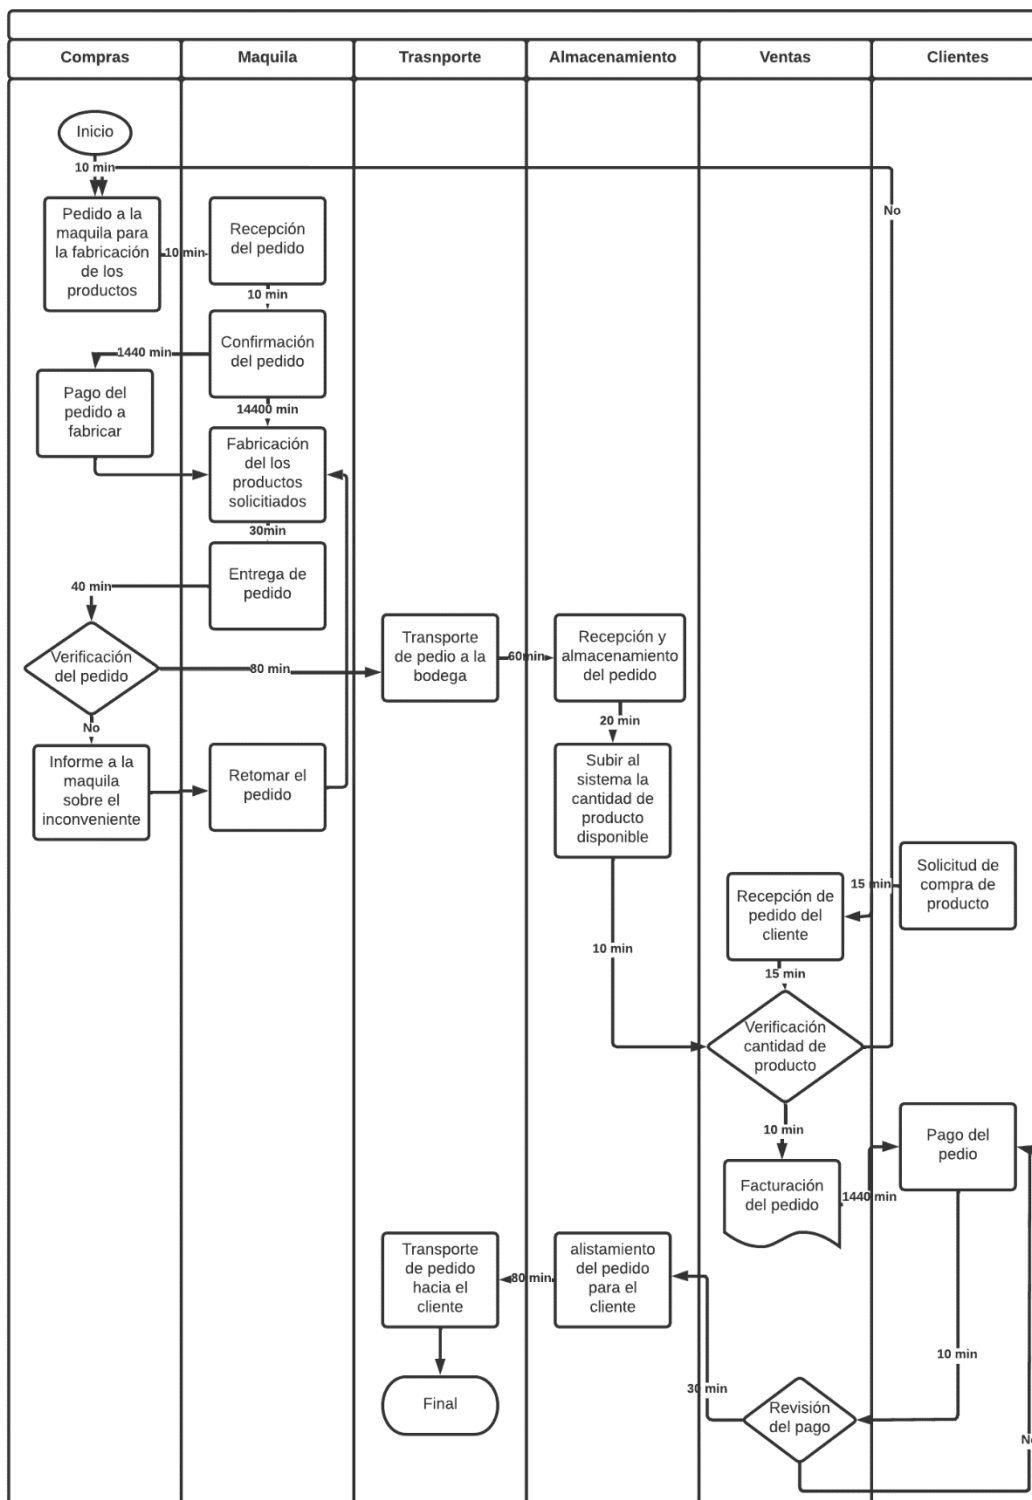 Compras
Maquila
Trasnporte
Almacenamiento
Ventas
Clientes
Inicio
10 min
No
Pedido a la
maquila para
la fabricación
de los
productos
10 min
Recepción
del pedido
10 min
Confirmación
del pedido
1440 min
Pago del
pedido a
fabricar
14400 min
Fabricación
del los
productos
solicitiados
30min
Entrega de
pedido
40 min
Verificación
del pedido
80 min
Transporte
de pedio a la
bodega
60min
Recepción y
almacenamiento
del pedido
20 min
No
Informe a la
maquila
sobre el
inconveniente
Retomar el
pedido
Subir al
sistema la
cantidad de
producto
disponible
Solicitud de
compra de
producto
15 min
Recepción de
pedido del
cliente
10 min
15 min
Verificación
cantidad de
producto
10 min
Pago del
pedio
Facturación
del pedido
1440 min
Transporte
de pedido
hacia el
cliente
80 min
alistamiento
del pedido
para el
cliente
10 min
30 min
Final
Revisión
del pago
No